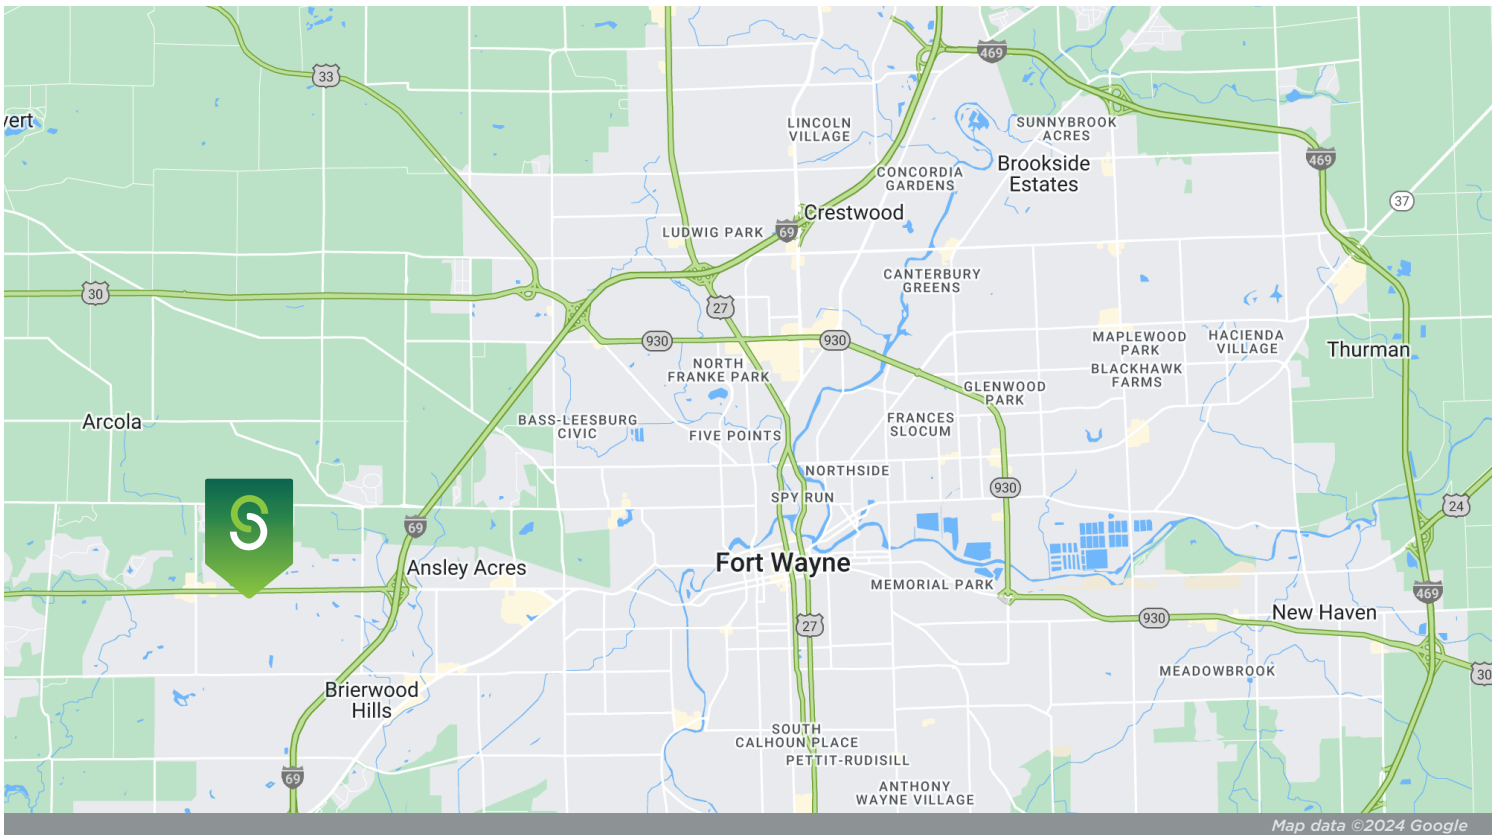 469
33
vert
LINCOLN
VILLAGE
SUNNYBROOK
ACRES
Brookside
Estates
469
CONCORDIA
GARDENS
37
Crestwood
LUDWIG PARK
69
CANTERBURY
GREENS
30
27
930
930
MAPLEWOOD
PARK
HACIENDA
VILLAGE
Thurman
NORTH
FRANKE PARK
BLACKHAWK
FARMS
GLENWOOD
PARK
Arcola
BASS-LEESBURG
CIVIC
FIVE POINTS
FRANCES
SLOCUM
NORTHSIDE
930
SPY RUN
24
S
69
Fort Wayne
Ansley Acres
MEMORIAL PARK
469
New Haven
930
27
MEADOWBROOK
30
Brierwood
Hills
SOUTH
CALHOUN PLACE
PETTIT-RUDISILL
69
ANTHONY
WAYNE VILLAGE
Map data ©2024 Google